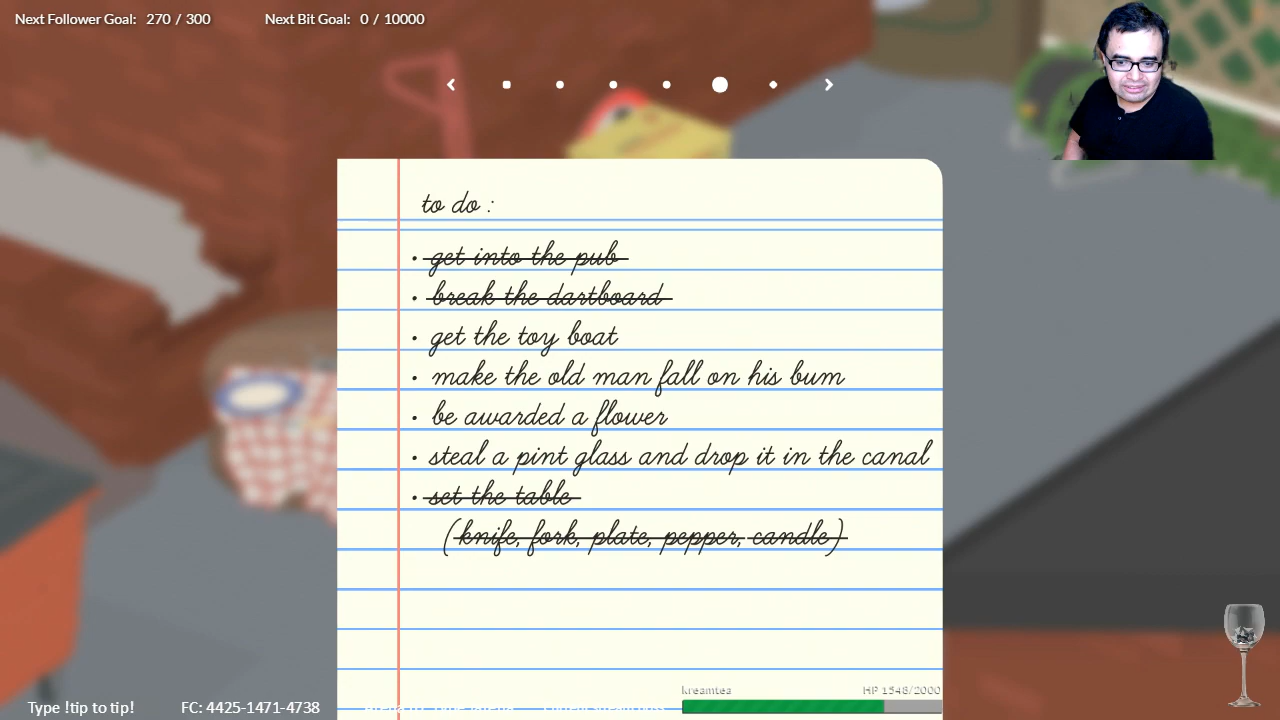 Next Follower Goal: 270 / 300 Next Bit Goal: 0 / 10000
to do :
• get into the pub
• break the dartboard
• get the toy boat
• make the old man fall on his bum
• be awarded a flower
• steal a pint glass and drop it in the canal
• set the table
(knife, fork, plate, pepper, candle)
kreamtea HP 1548/2000
Type !tip to tip! FC: 4425-1471-4738